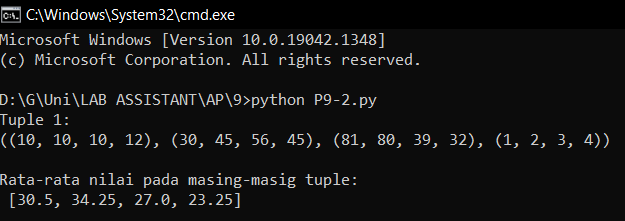 C:\Windows\System32\cmd.exe
Microsoft Windows [Version 10.0.19042.1348]
(c) Microsoft Corporation. All rights reserved.
D:\G\Uni\LAB ASSISTANT\AP\9>python P9-2.py
Tuple 1:
((10, 10, 10, 12), (30, 45, 56, 45), (81, 80, 39, 32), (1, 2, 3, 4))
Rata-rata nilai pada masing-masig tuple:
[30.5, 34.25, 27.0, 23.25]